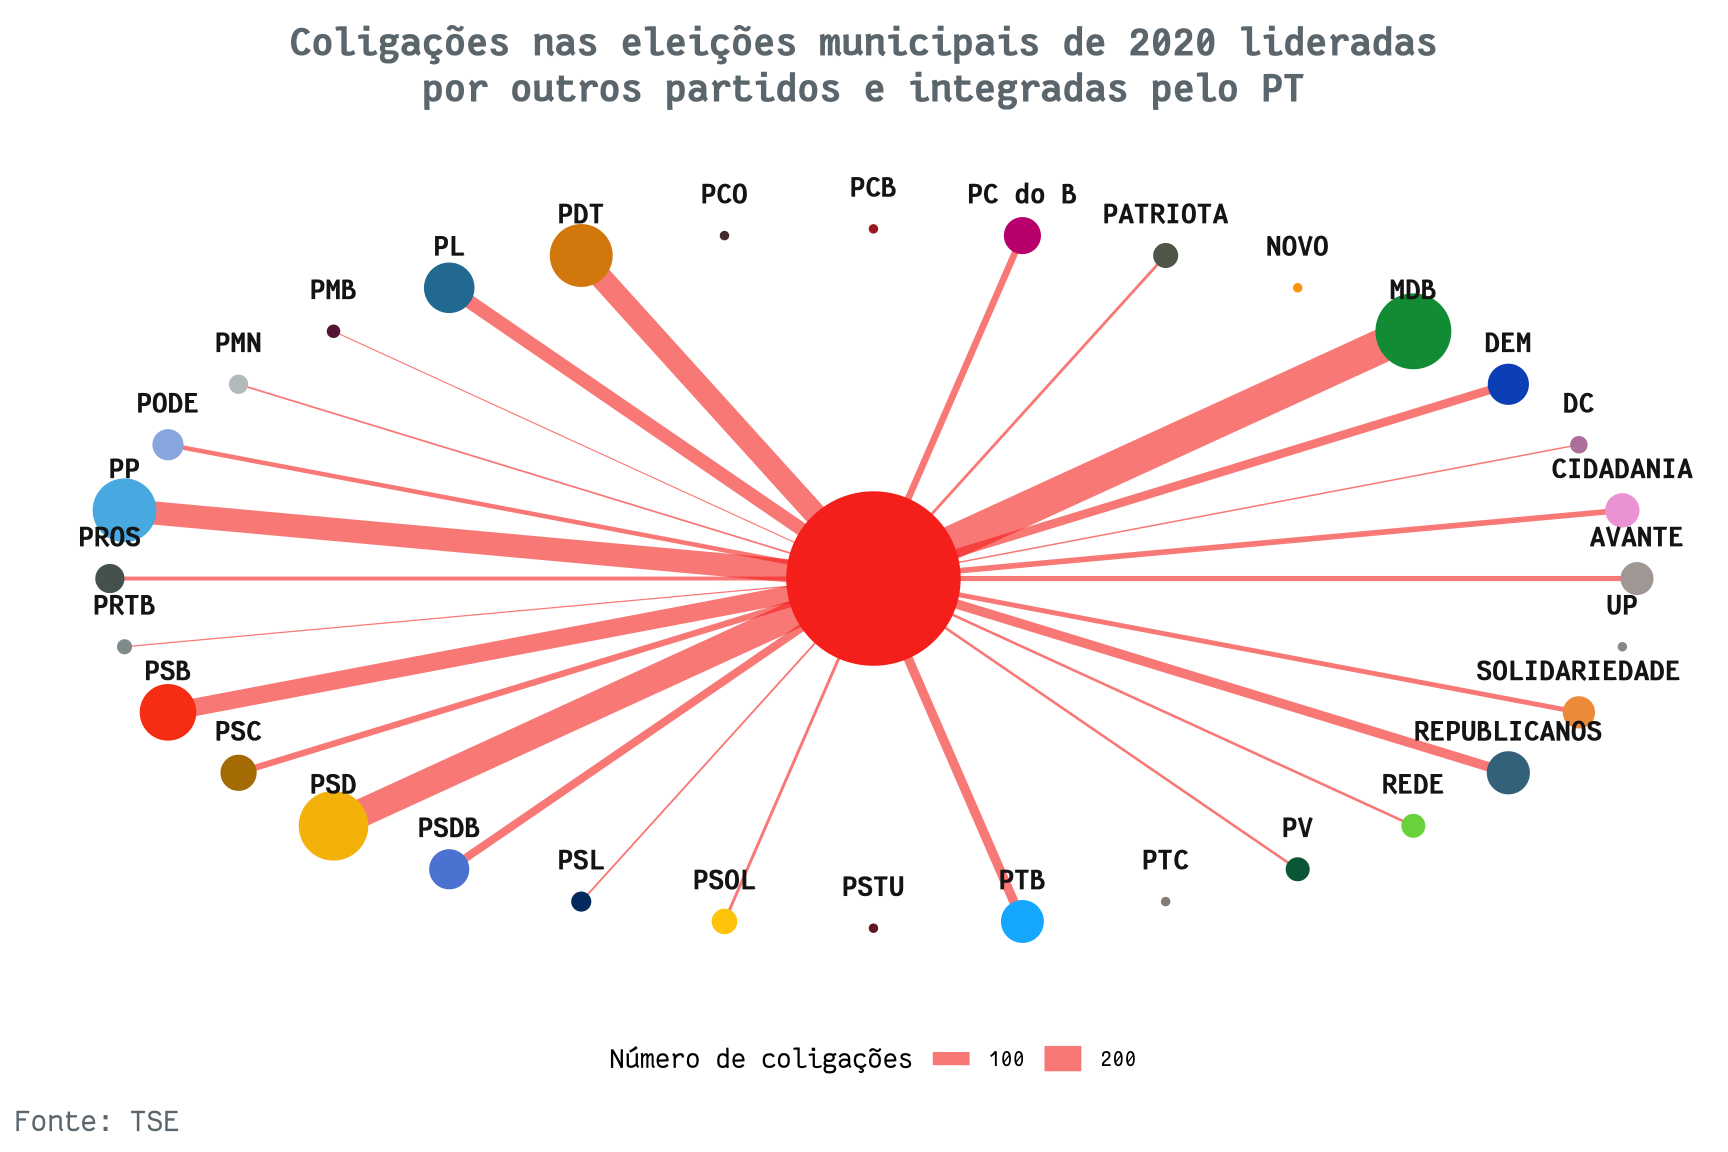 Coligações nas eleições municipais de 2020 lideradas
por outros partidos e integradas pelo PT
PCB
PCO
PC do B
PDT
PATRIOTA
PL
NOVO
PMB
MDB
PMN
DEM
PODE
DC
PP
CIDADANIA
PROS
AVANTE
PRTB
UP
PSB
SOLIDARIEDADE
PSC
REPUBLICANOS
PSD
REDE
PSDB
PV
PSL
PTC
PSOL
PTB
PSTU
Número de coligações 100 200
Fonte: TSE